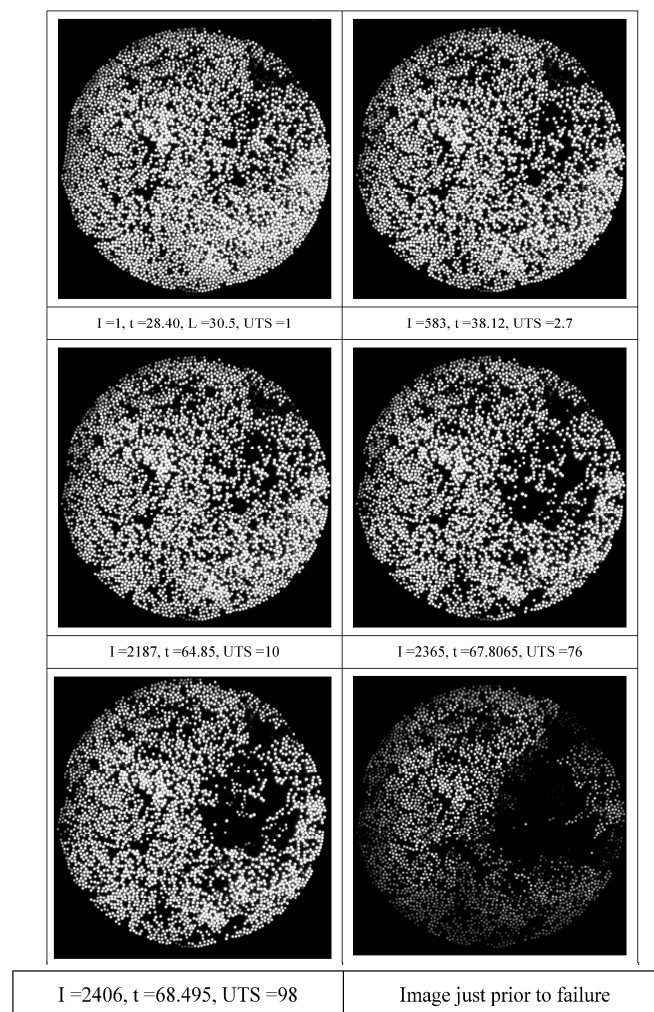 I =1, t =28.40, L =30.5, UTS =1
I =583, t =38.12, UTS =2.7
I =2187, t =64.85, UTS =10
I =2365, t =67.8065, UTS =76
I =2406, t =68.495, UTS =98
Image just prior to failure